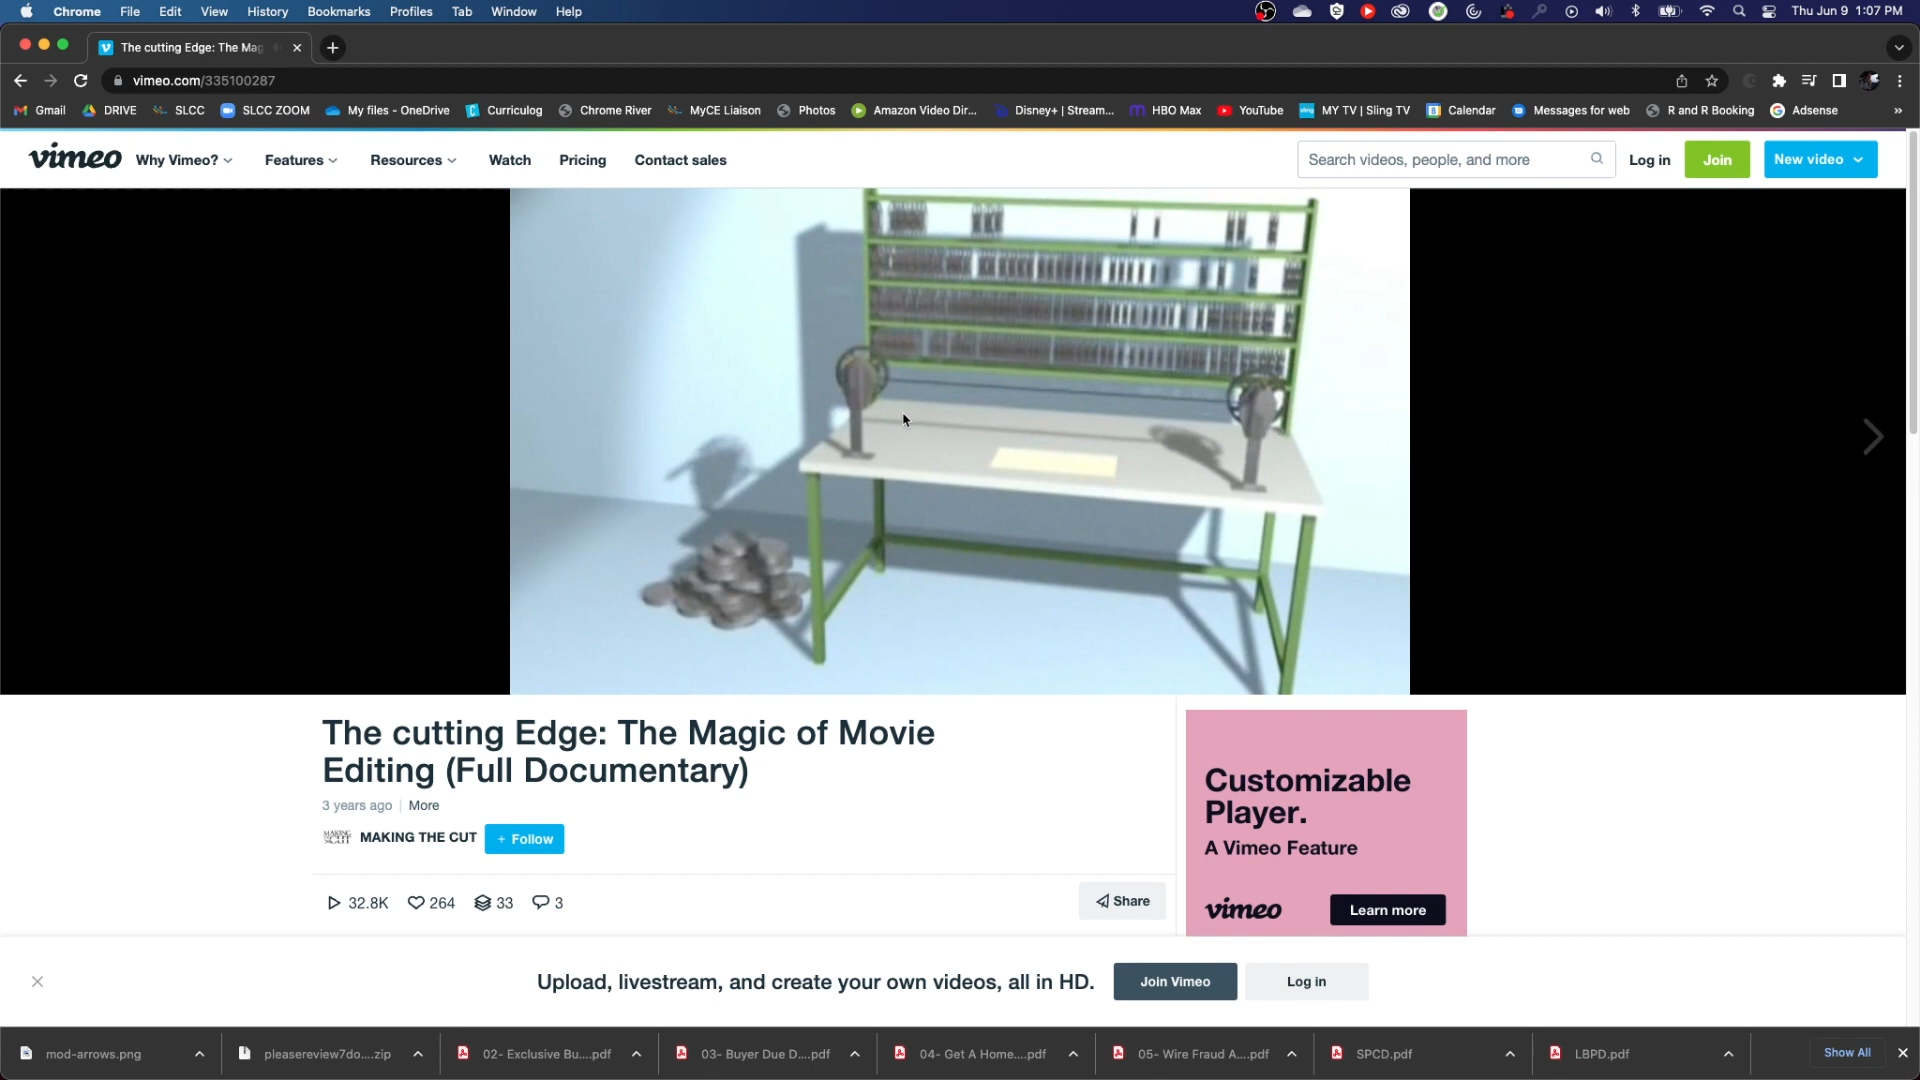 Chrome File Edit View History Bookmarks Profiles Tab Window Help Thu Jun 9 1:07 PM
The cutting Edge: The Mag
vimeo.com/335100287
Gmail DRIVE SLCC SLCC ZOOM My files - OneDrive Curriculog Chrome River MyCE Liaison Photos Amazon Video Dir... Disney+ | Stream... HBO Max YouTube MY TV | Sling TV Calendar Messages for web R and R Booking Adsense »
vimeo Why Vimeo? Features Resources Watch Pricing Contact sales Search videos, people, and more Log in Join New video
The cutting Edge: The Magic of Movie
Editing (Full Documentary)
3 years ago | More
MAKING THE CUT + Follow
32.8K 264 33 3 Share
Customizable
Player.
A Vimeo Feature
vimeo Learn more
Upload, livestream, and create your own videos, all in HD. Join Vimeo Log in
mod-arrows.png pleasereview7do....zip 02- Exclusive Bu....pdf 03- Buyer Due D....pdf 04- Get A Home....pdf 05- Wire Fraud A....pdf SPCD.pdf LBPD.pdf Show All